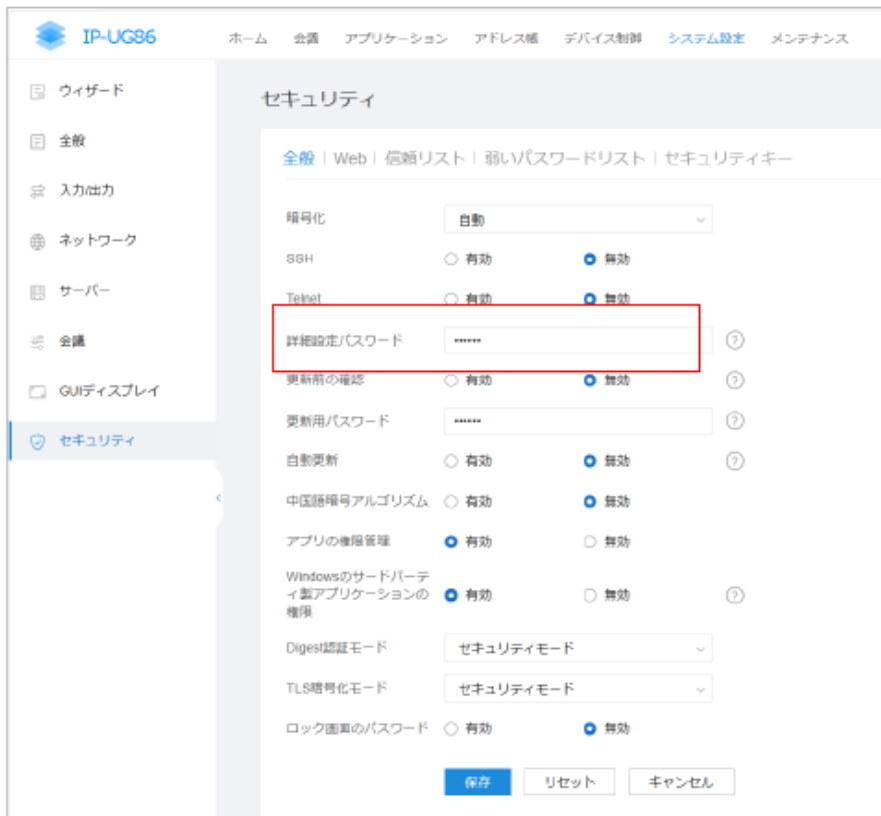 IP-UG86
ホーム 会議 アプリケーション アドレス帳 デバイス制御 システム設定 メンテナンス
ウィザード
全般
入力/出力
ネットワーク
サーバー
会議
GUIディスプレイ
セキュリティ
セキュリティ
全般 | Web | 信頼リスト | 弱いパスワードリスト | セキュリティキー
暗号化 自動
SSH 有効 無効
Telnet 有効 無効
詳細設定パスワード ••••••
?
更新前の確認 有効 無効 ?
更新用パスワード •••••• ?
自動更新 有効 無効 ?
中国語暗号アルゴリズム 有効 無効
アプリの権限管理 有効 無効
Windowsのサードパーテ
ィ製アプリケーションの 有効 無効 ?
権限
Digest認証モード セキュリティモード
TLS暗号化モード セキュリティモード
ロック画面のパスワード 有効 無効
保存 リセット キャンセル